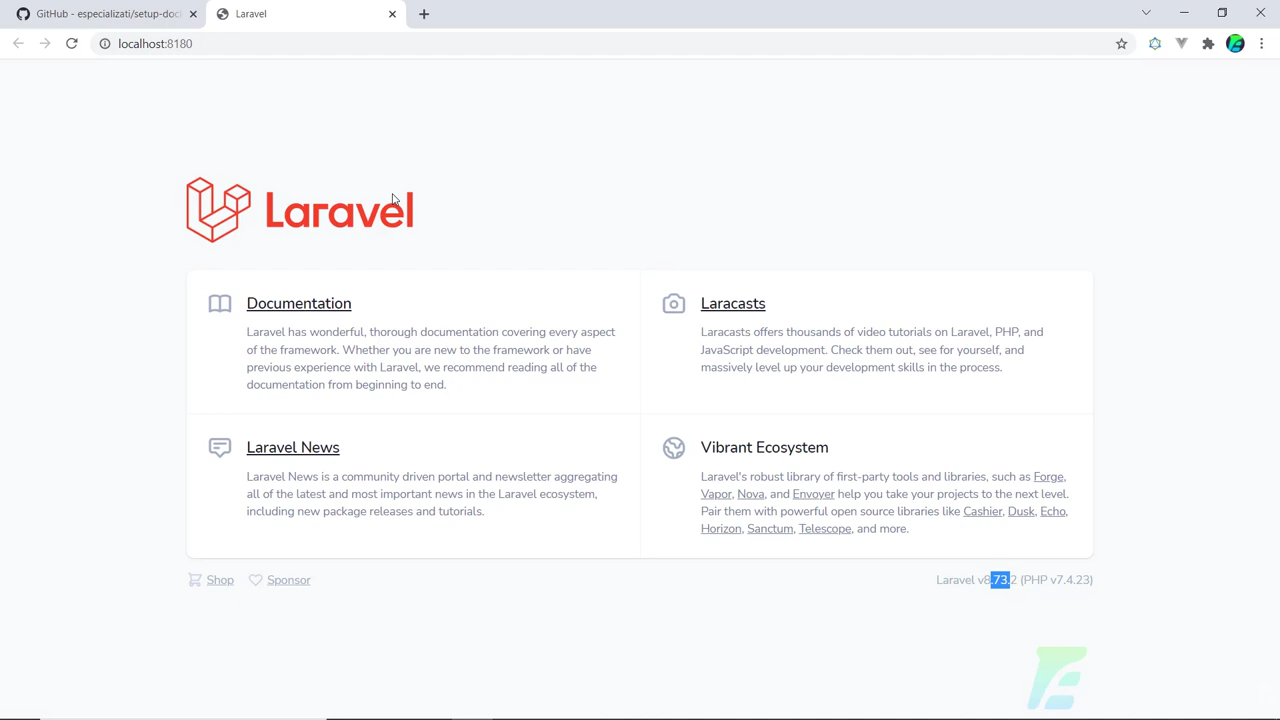 GitHub - especializati/setup-doc
Laravel
localhost:8180
Laravel
Documentation
Laravel has wonderful, thorough documentation covering every aspect
of the framework. Whether you are new to the framework or have
previous experience with Laravel, we recommend reading all of the
documentation from beginning to end.
Laracasts
Laracasts offers thousands of video tutorials on Laravel, PHP, and
JavaScript development. Check them out, see for yourself, and
massively level up your development skills in the process.
Laravel News
Laravel News is a community driven portal and newsletter aggregating
all of the latest and most important news in the Laravel ecosystem,
including new package releases and tutorials.
Vibrant Ecosystem
Laravel's robust library of first-party tools and libraries, such as Forge,
Vapor, Nova, and Envoyer help you take your projects to the next level.
Pair them with powerful open source libraries like Cashier, Dusk, Echo,
Horizon, Sanctum, Telescope, and more.
Shop Sponsor
Laravel v8.73.2 (PHP v7.4.23)